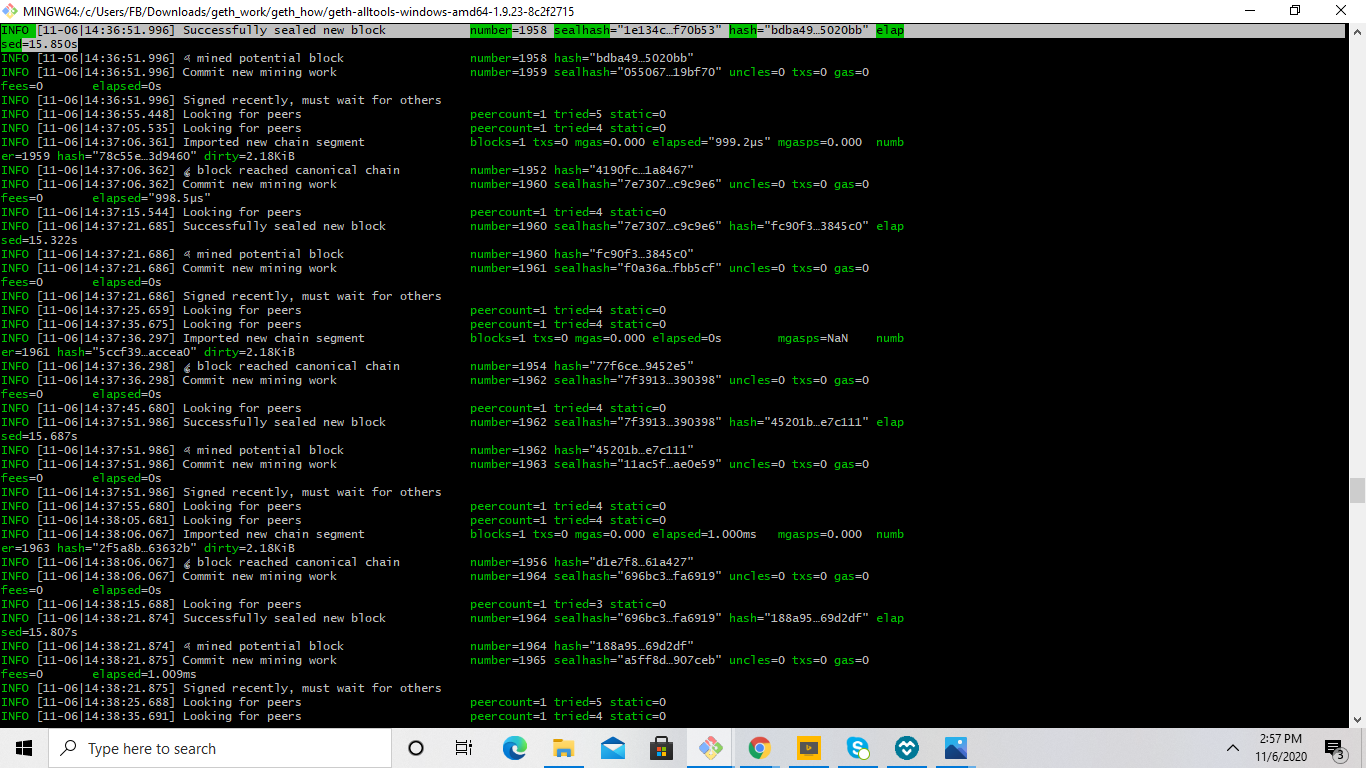 MINGW64:/c/Users/FB/Downloads/geth_work/geth_how/geth-alltools-windows-amd64-1.9.23-8c2f2715
INFO [11-06|14:36:51.996] Successfully sealed new block number=1958 sealhash="1e134c…f70b53" hash="bdba49…5020bb" elap
sed=15.850s
INFO [11-06|14:36:51.996] 🔨 mined potential block number=1958 hash="bdba49…5020bb"
INFO [11-06|14:36:51.996] Commit new mining work number=1959 sealhash="055067…19bf70" uncles=0 txs=0 gas=0
fees=0 elapsed=0s
INFO [11-06|14:36:51.996] Signed recently, must wait for others
INFO [11-06|14:36:55.448] Looking for peers peercount=1 tried=5 static=0
INFO [11-06|14:37:05.535] Looking for peers peercount=1 tried=4 static=0
INFO [11-06|14:37:06.361] Imported new chain segment blocks=1 txs=0 mgas=0.000 elapsed="999.2µs" mgasps=0.000 numb
er=1959 hash="78c55e…3d9460" dirty=2.18KiB
INFO [11-06|14:37:06.362] 🔗 block reached canonical chain number=1952 hash="4190fc…1a8467"
INFO [11-06|14:37:06.362] Commit new mining work number=1960 sealhash="7e7307…c9c9e6" uncles=0 txs=0 gas=0
fees=0 elapsed="998.5µs"
INFO [11-06|14:37:15.544] Looking for peers peercount=1 tried=4 static=0
INFO [11-06|14:37:21.685] Successfully sealed new block number=1960 sealhash="7e7307…c9c9e6" hash="fc90f3…3845c0" elap
sed=15.322s
INFO [11-06|14:37:21.686] 🔨 mined potential block number=1960 hash="fc90f3…3845c0"
INFO [11-06|14:37:21.686] Commit new mining work number=1961 sealhash="f0a36a…fbb5cf" uncles=0 txs=0 gas=0
fees=0 elapsed=0s
INFO [11-06|14:37:21.686] Signed recently, must wait for others
INFO [11-06|14:37:25.659] Looking for peers peercount=1 tried=4 static=0
INFO [11-06|14:37:35.675] Looking for peers peercount=1 tried=4 static=0
INFO [11-06|14:37:36.297] Imported new chain segment blocks=1 txs=0 mgas=0.000 elapsed=0s mgasps=NaN numb
er=1961 hash="5ccf39…accea0" dirty=2.18KiB
INFO [11-06|14:37:36.298] 🔗 block reached canonical chain number=1954 hash="77f6ce…9452e5"
INFO [11-06|14:37:36.298] Commit new mining work number=1962 sealhash="7f3913…390398" uncles=0 txs=0 gas=0
fees=0 elapsed=0s
INFO [11-06|14:37:45.680] Looking for peers peercount=1 tried=4 static=0
INFO [11-06|14:37:51.986] Successfully sealed new block number=1962 sealhash="7f3913…390398" hash="45201b…e7c111" elap
sed=15.687s
INFO [11-06|14:37:51.986] 🔨 mined potential block number=1962 hash="45201b…e7c111"
INFO [11-06|14:37:51.986] Commit new mining work number=1963 sealhash="11ac5f…ae0e59" uncles=0 txs=0 gas=0
fees=0 elapsed=0s
INFO [11-06|14:37:51.986] Signed recently, must wait for others
INFO [11-06|14:37:55.680] Looking for peers peercount=1 tried=4 static=0
INFO [11-06|14:38:05.681] Looking for peers peercount=1 tried=4 static=0
INFO [11-06|14:38:06.067] Imported new chain segment blocks=1 txs=0 mgas=0.000 elapsed=1.000ms mgasps=0.000 numb
er=1963 hash="2f5a8b…63632b" dirty=2.18KiB
INFO [11-06|14:38:06.067] 🔗 block reached canonical chain number=1956 hash="d1e7f8…61a427"
INFO [11-06|14:38:06.067] Commit new mining work number=1964 sealhash="696bc3…fa6919" uncles=0 txs=0 gas=0
fees=0 elapsed=0s
INFO [11-06|14:38:15.688] Looking for peers peercount=1 tried=3 static=0
INFO [11-06|14:38:21.874] Successfully sealed new block number=1964 sealhash="696bc3…fa6919" hash="188a95…69d2df" elap
sed=15.807s
INFO [11-06|14:38:21.874] 🔨 mined potential block number=1964 hash="188a95…69d2df"
INFO [11-06|14:38:21.875] Commit new mining work number=1965 sealhash="a5ff8d…907ceb" uncles=0 txs=0 gas=0
fees=0 elapsed=1.009ms
INFO [11-06|14:38:21.875] Signed recently, must wait for others
INFO [11-06|14:38:25.688] Looking for peers peercount=1 tried=5 static=0
INFO [11-06|14:38:35.691] Looking for peers peercount=1 tried=4 static=0
Type here to search
2:57 PM
11/6/2020
3